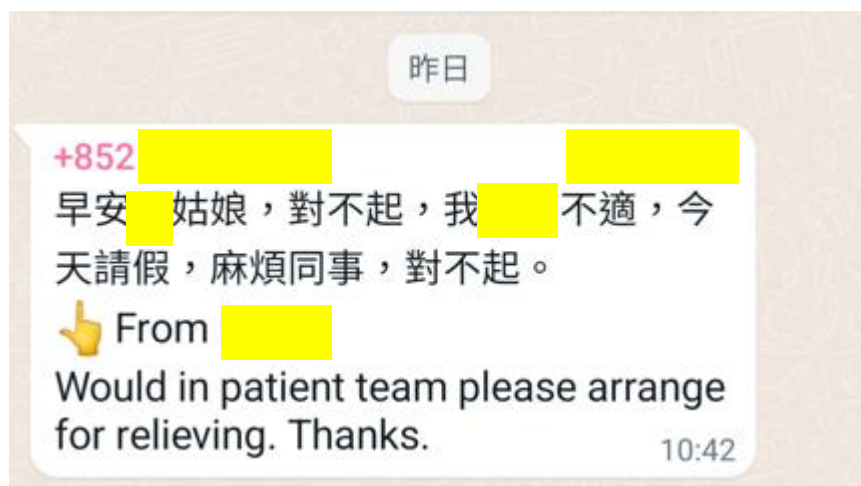 昨日
+852
早安 姑娘，對不起，我 不適，今
天請假，麻煩同事，對不起。
👆 From
Would in patient team please arrange
for relieving. Thanks.
10:42